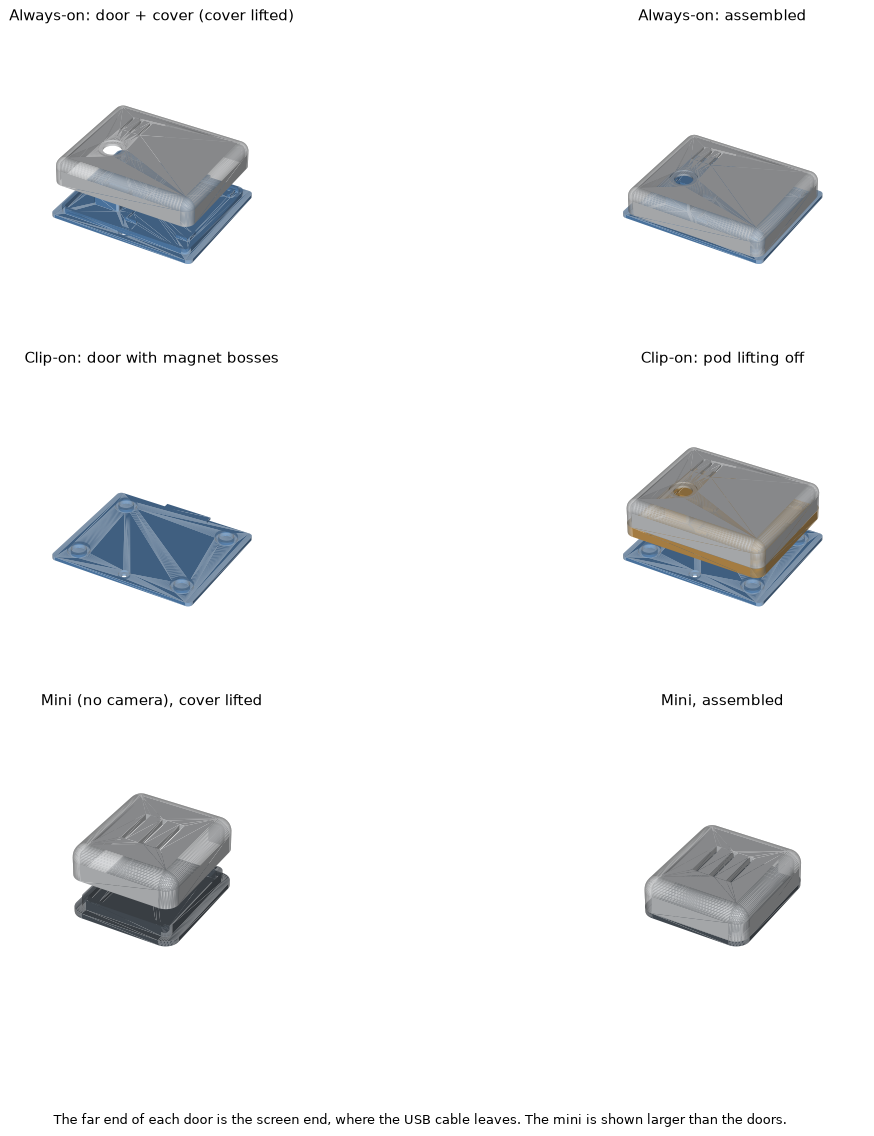 Always-on: door + cover (cover lifted)
Always-on: assembled
Clip-on: door with magnet bosses
Clip-on: pod lifting off
Mini (no camera), cover lifted
Mini, assembled
The far end of each door is the screen end, where the USB cable leaves. The mini is shown larger than the doors.